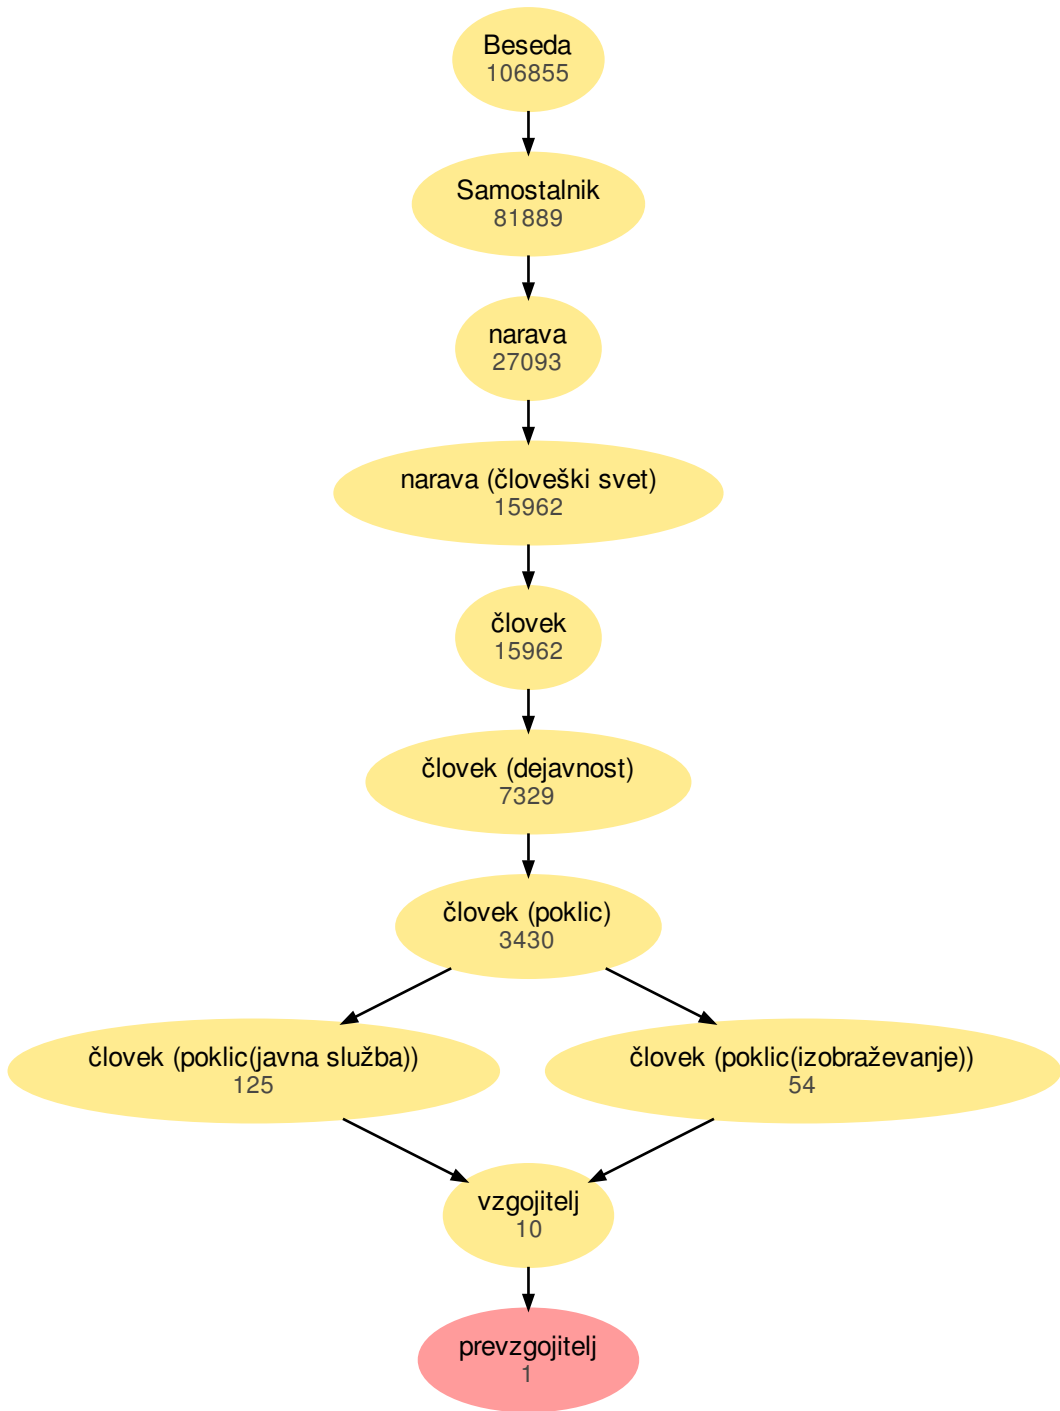 Beseda
106855
Samostalnik
81889
narava
27093
narava (človeški svet)
15962
človek
15962
človek (dejavnost)
7329
človek (poklic)
3430
človek (poklic(javna služba))
125
človek (poklic(izobraževanje))
54
vzgojitelj
10
prevzgojitelj
1